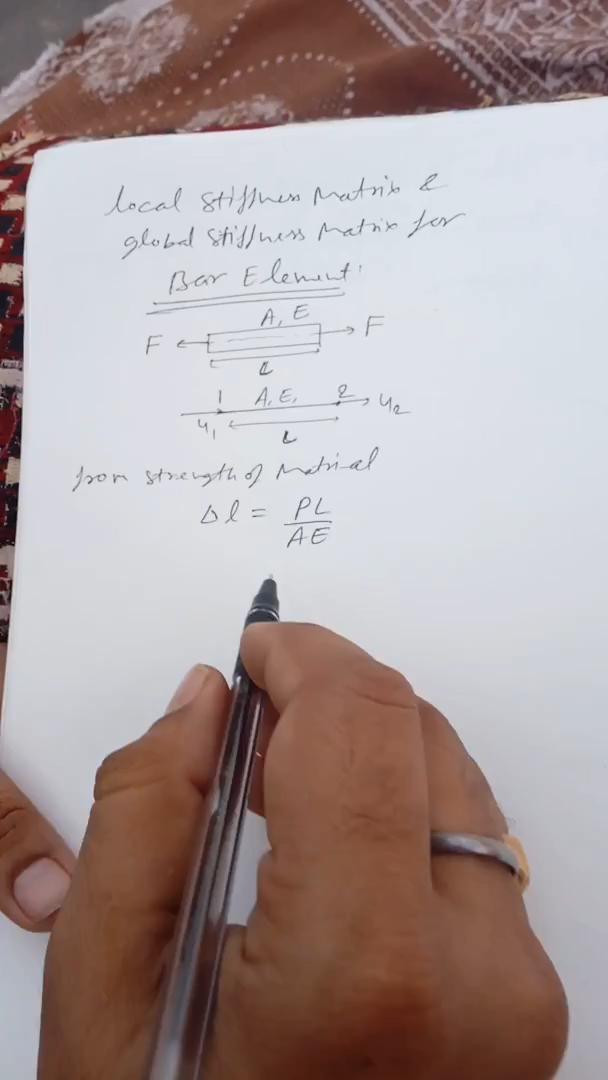 local stiffness Matrix &
global stiffness Matrix for
Bar Element:
A, E
F F
L
1 A, E, 2
u1 u2
L
from strength of Matrial
Δl = PL
AE